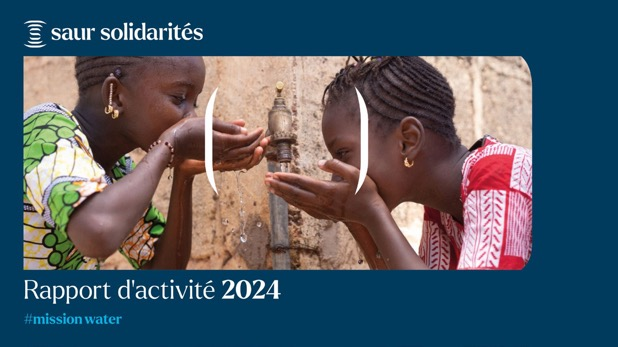 saur solidarités
Rapport d'activité 2024
#mission water